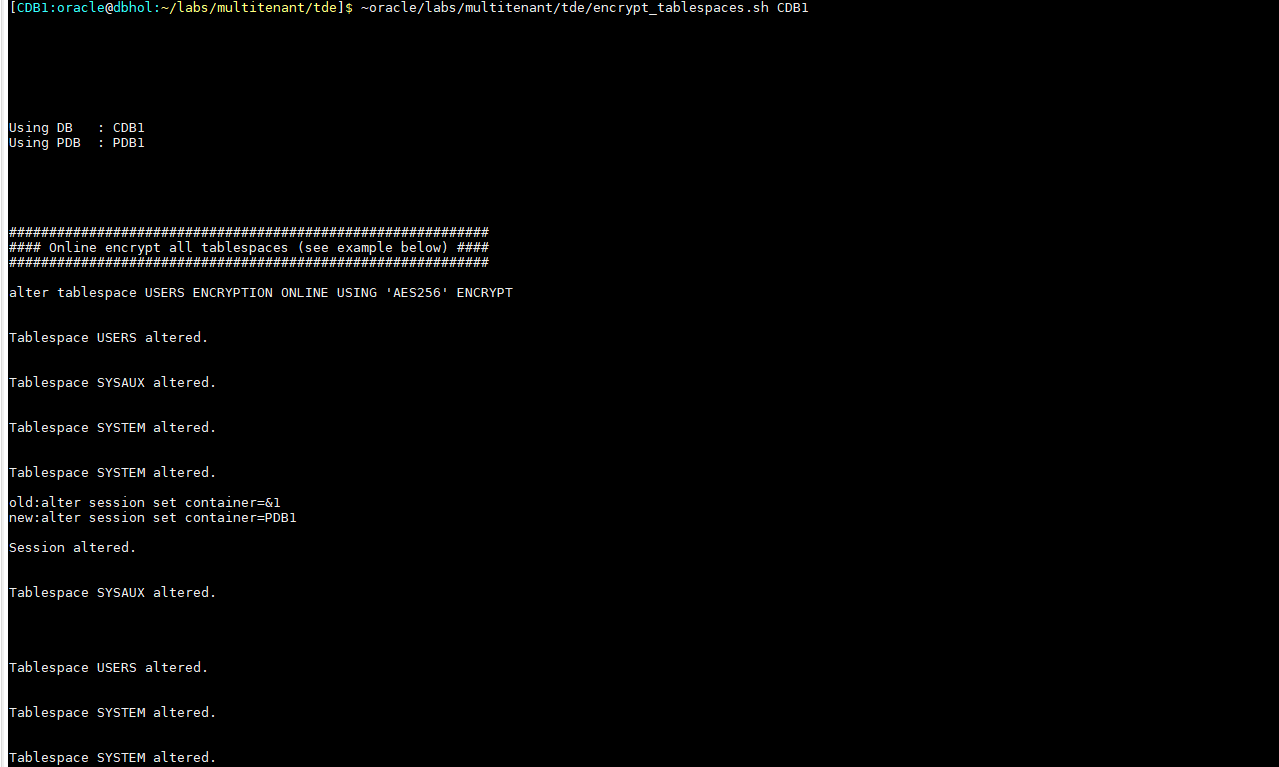 [CDB1:oracle@dbhol:~/labs/multitenant/tde]$ ~oracle/labs/multitenant/tde/encrypt_tablespaces.sh CDB1
Using DB   : CDB1
Using PDB  : PDB1
############################################################
#### Online encrypt all tablespaces (see example below) ####
############################################################
alter tablespace USERS ENCRYPTION ONLINE USING 'AES256' ENCRYPT
Tablespace USERS altered.
Tablespace SYSAUX altered.
Tablespace SYSTEM altered.
Tablespace SYSTEM altered.
old:alter session set container=&1
new:alter session set container=PDB1
Session altered.
Tablespace SYSAUX altered.
Tablespace USERS altered.
Tablespace SYSTEM altered.
Tablespace SYSTEM altered.